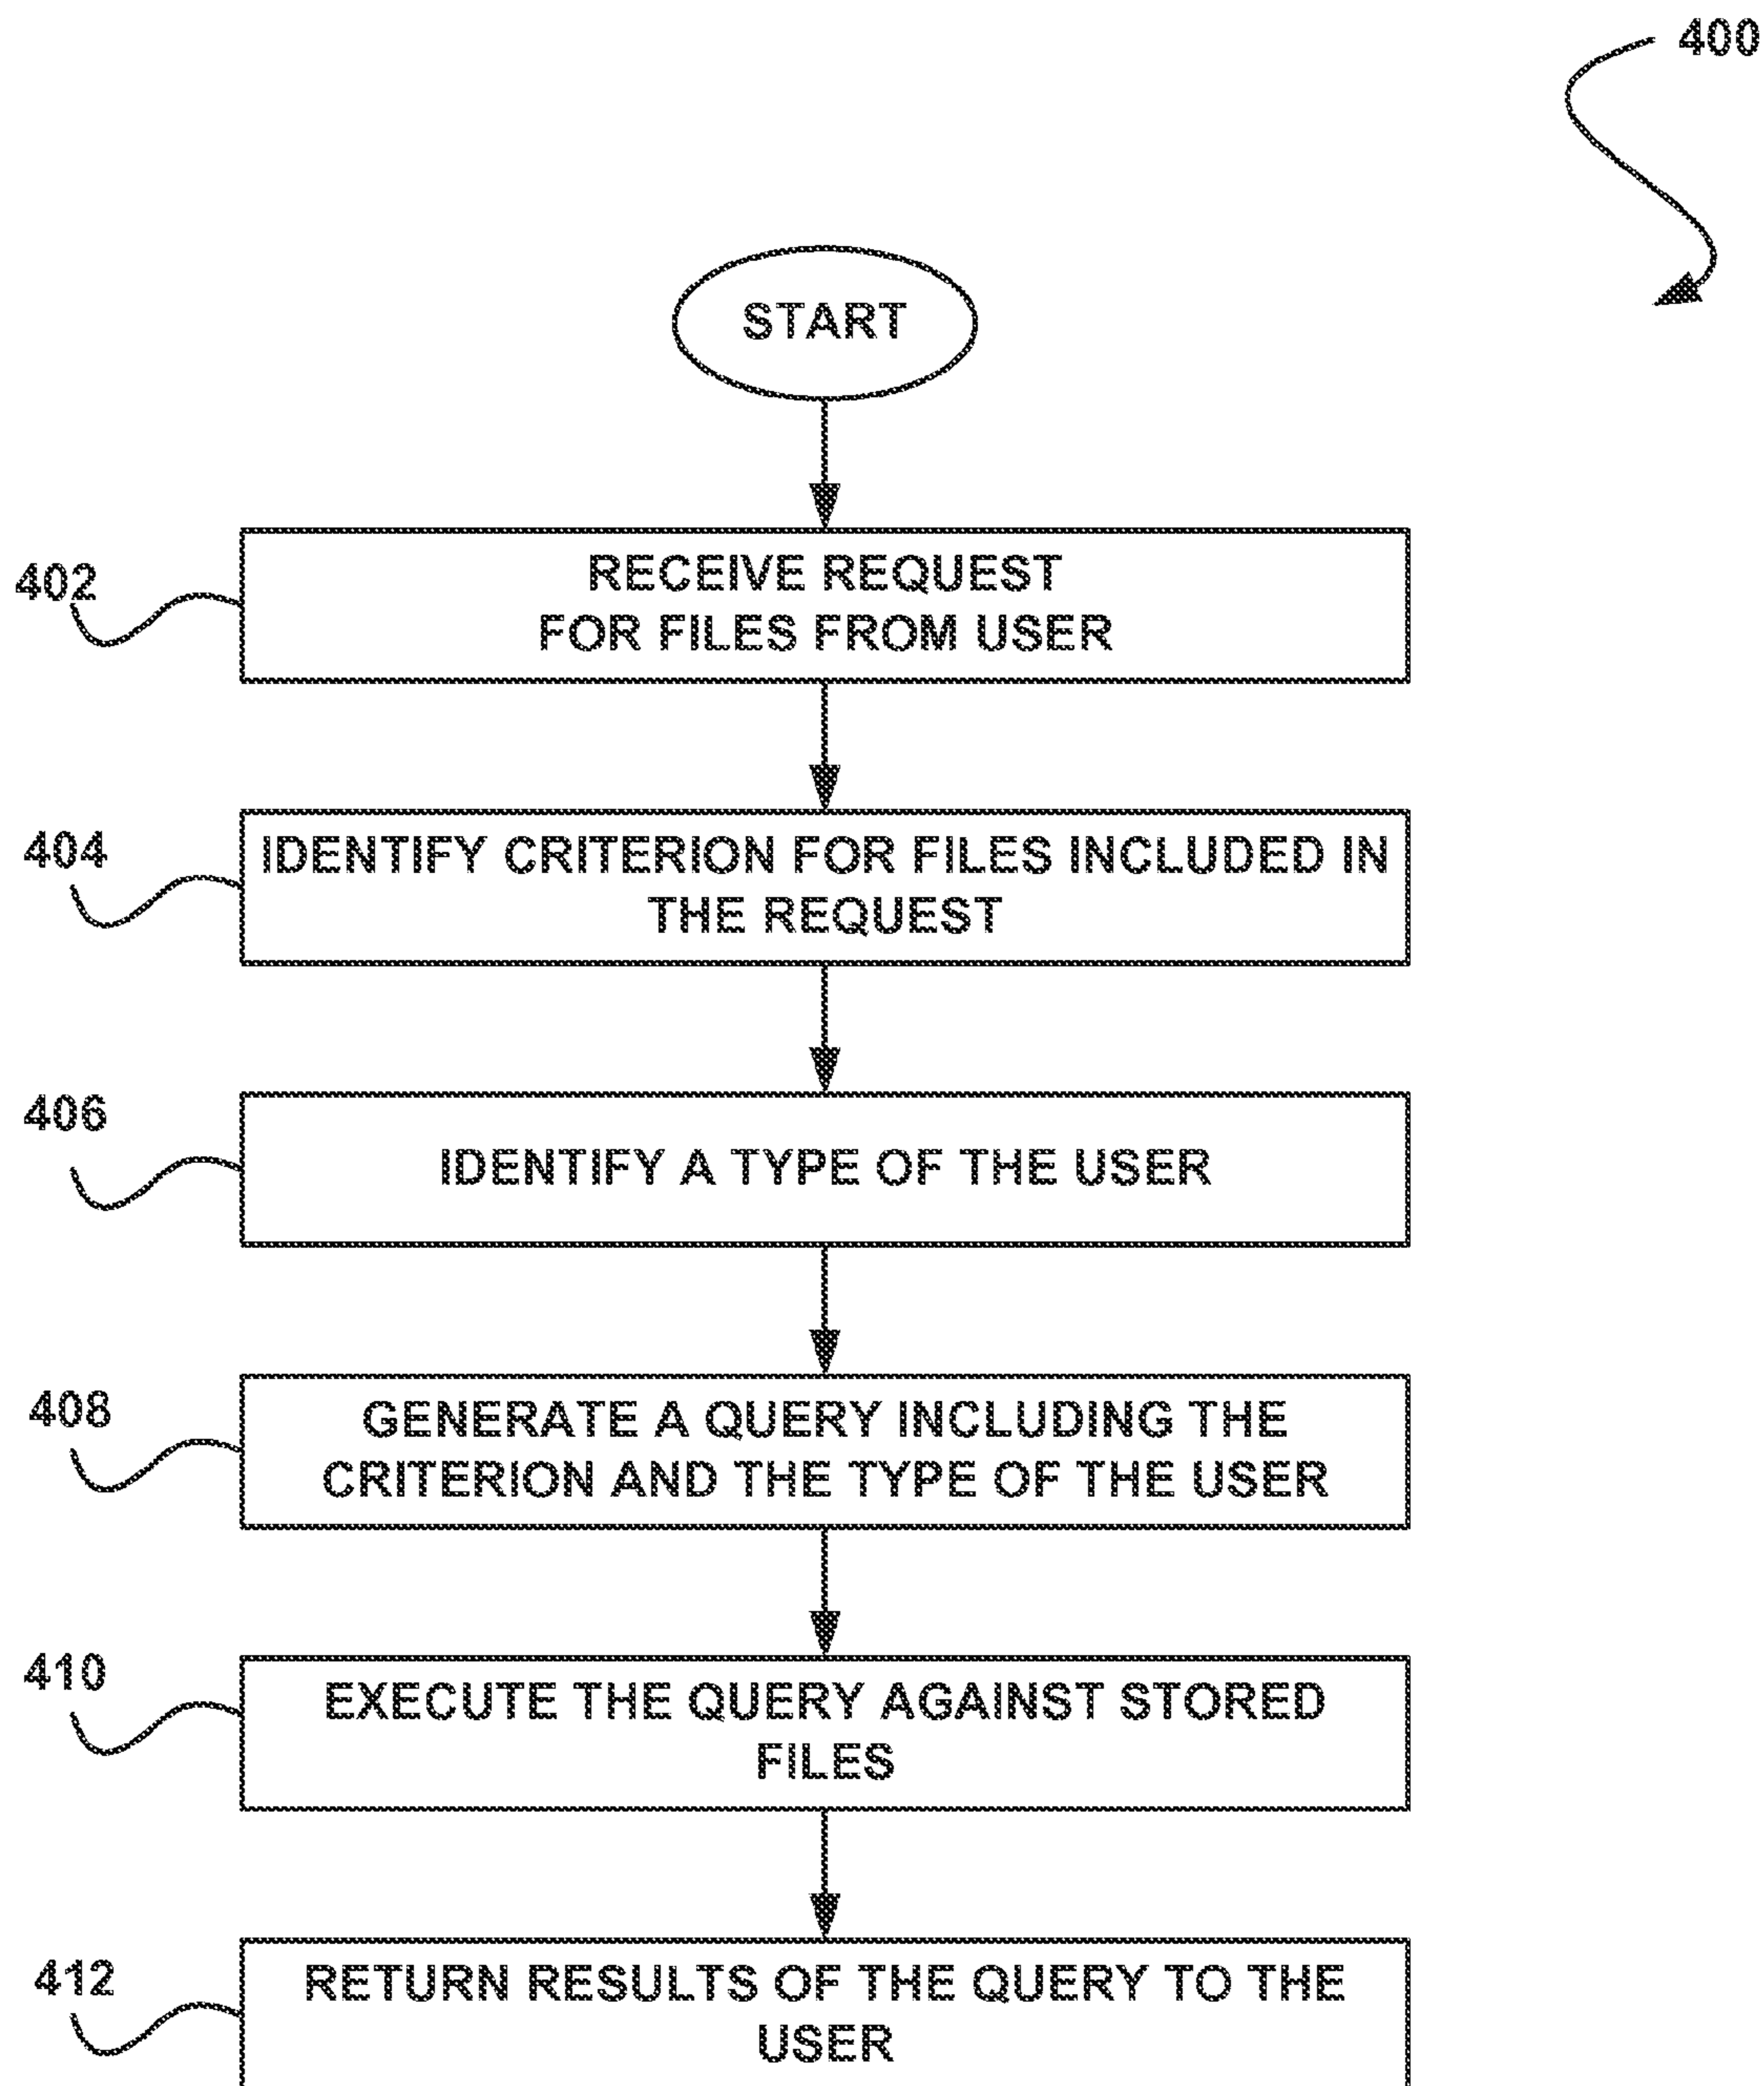 400
START
402
RECEIVE REQUEST
FOR FILES FROM USER
404
IDENTIFY CRITERION FOR FILES INCLUDED IN
THE REQUEST
406
IDENTIFY A TYPE OF THE USER
408
GENERATE A QUERY INCLUDING THE
CRITERION AND THE TYPE OF THE USER
410
EXECUTE THE QUERY AGAINST STORED
FILES
412
RETURN RESULTS OF THE QUERY TO THE
USER